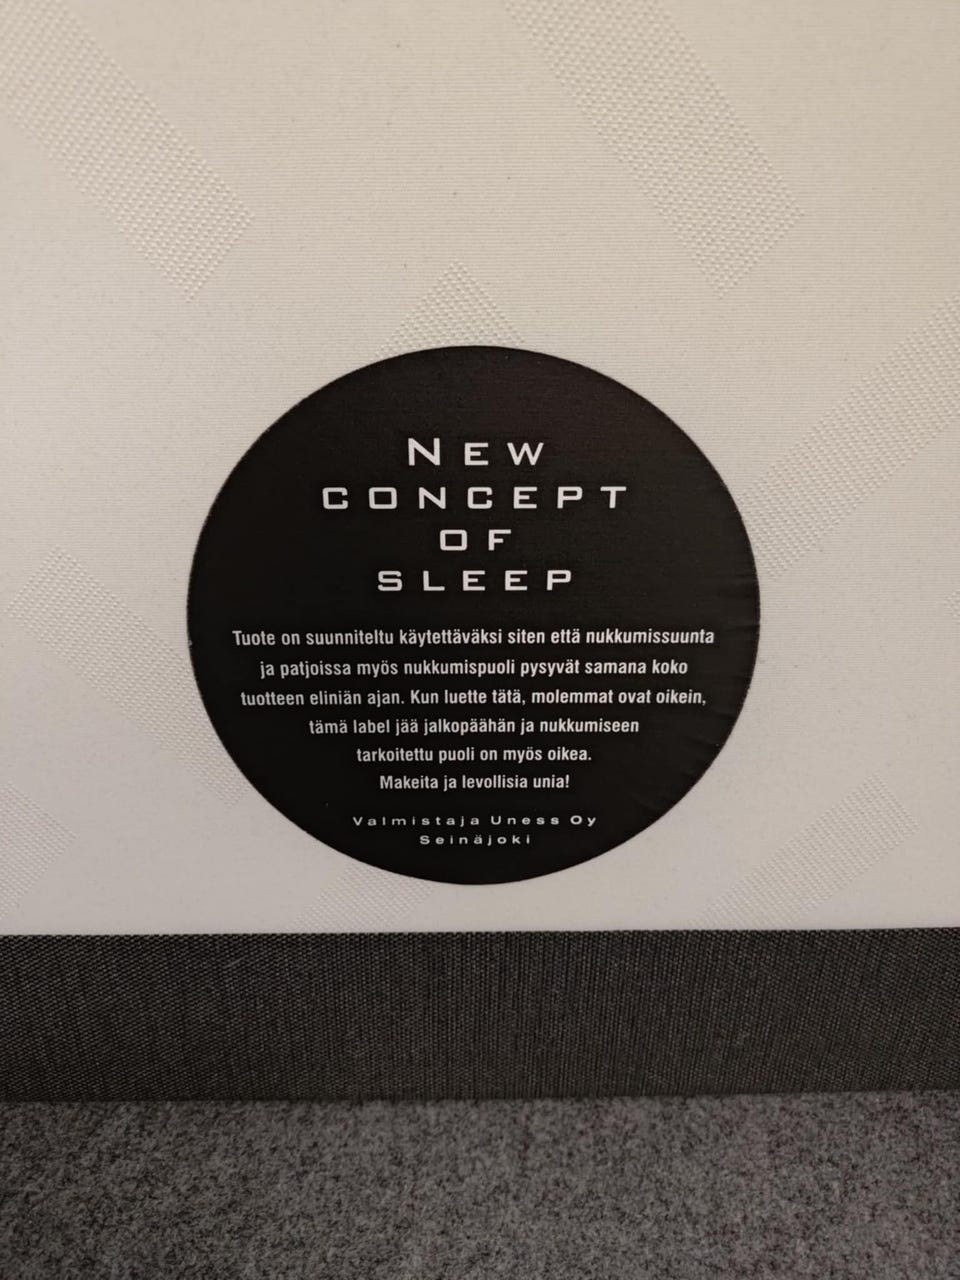 NEW
CONCEPT
OF
SLEEP
Tuote on suunniteltu käytettäväksi siten että nukkumissuunta
ja patjoissa myös nukkumispuoli pysyvät samana koko
tuotteen eliniän ajan. Kun luette tätä, molemmat ovat oikein,
tämä label jää jalkopäähän ja nukkumiseen
tarkoitettu puoli on myös oikea.
Makeita ja levollisia unia!
Valmistaja Uness Oy
Seinäjoki